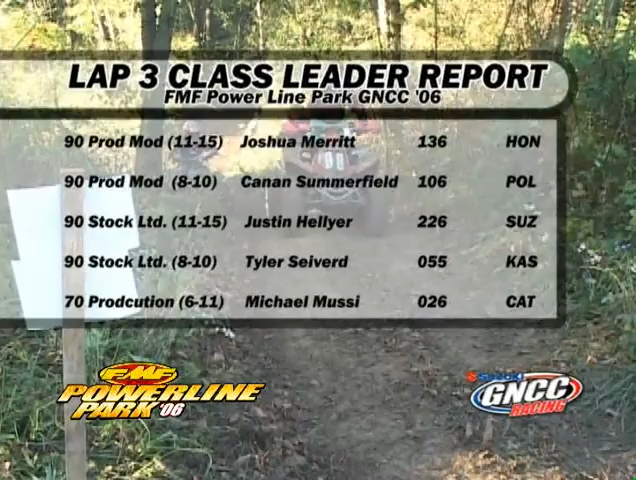 LAP 3 CLASS LEADER REPORT
FMF Power Line Park GNCC '06
90 Prod Mod (11-15) Joshua Merritt 136 HON
90 Prod Mod (8-10) Canan Summerfield 106 POL
90 Stock Ltd. (11-15) Justin Hellyer 226 SUZ
90 Stock Ltd. (8-10) Tyler Seiverd 055 KAS
70 Prodcution (6-11) Michael Mussi 026 CAT
FMF
POWERLINE
PARK '06
SUZUKI
GNCC
RACING